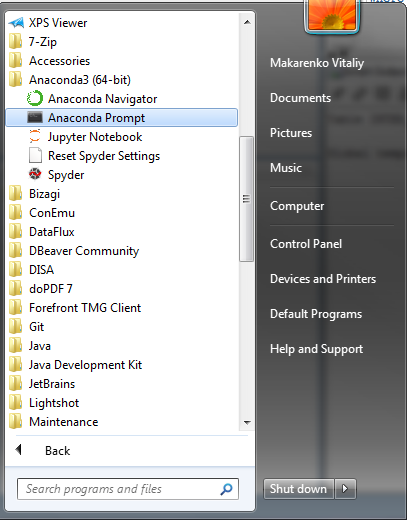 XPS Viewer
7-Zip
Accessories
Anaconda3 (64-bit)
Anaconda Navigator
Anaconda Prompt
Jupyter Notebook
Reset Spyder Settings
Spyder
Bizagi
ConEmu
DataFlux
DBeaver Community
DISA
doPDF 7
Forefront TMG Client
Git
Java
Java Development Kit
JetBrains
Lightshot
Maintenance
Back
Search programs and files
Makarenko Vitaliy
Documents
Pictures
Music
Computer
Control Panel
Devices and Printers
Default Programs
Help and Support
Shut down